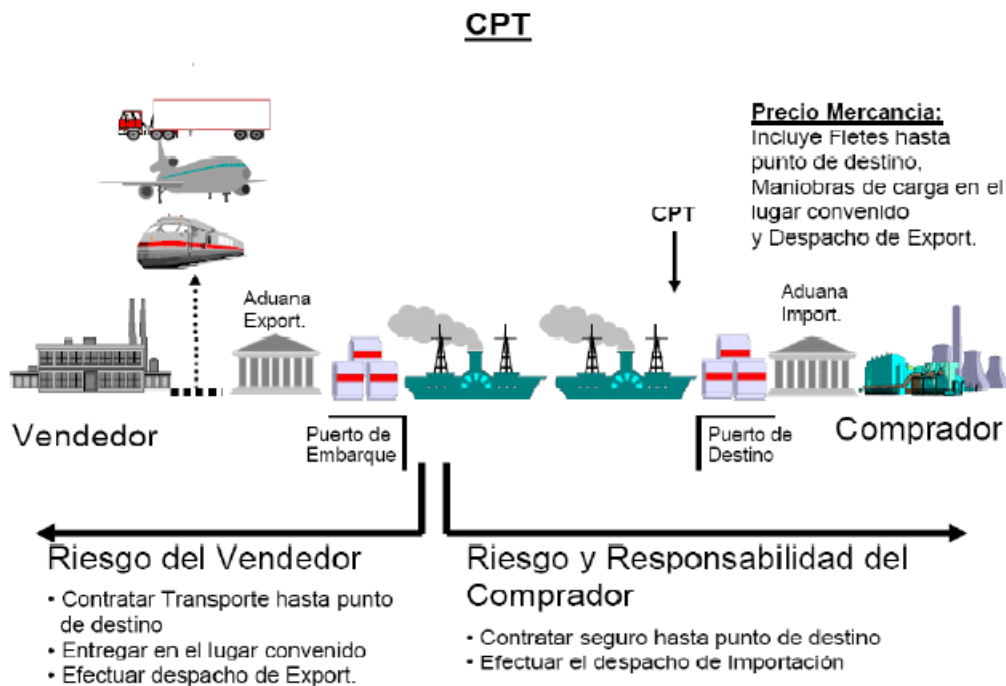 CPT
Precio Mercancia:
Incluye Fletes hasta
punto de destino,
Maniobras de carga en el
lugar convenido
y Despacho de Export.
CPT
Aduana
Export.
Aduana
Import.
Vendedor
Puerto de
Embarque
Puerto de
Destino
Comprador
Riesgo del Vendedor
• Contratar Transporte hasta punto
de destino
• Entregar en el lugar convenido
• Efectuar despacho de Export.
Riesgo y Responsabilidad del
Comprador
• Contratar seguro hasta punto de destino
• Efectuar el despacho de Importación